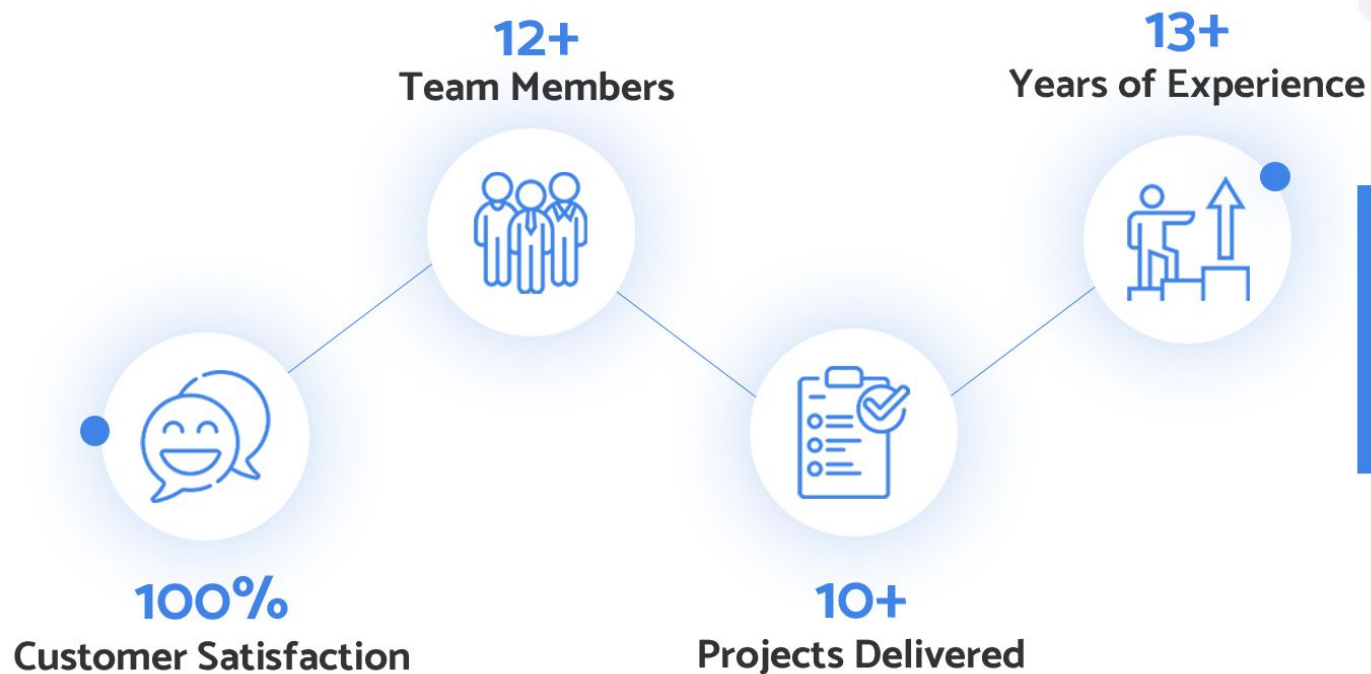 12+
Team Members
13+
Years of Experience
100%
Customer Satisfaction
10+
Projects Delivered